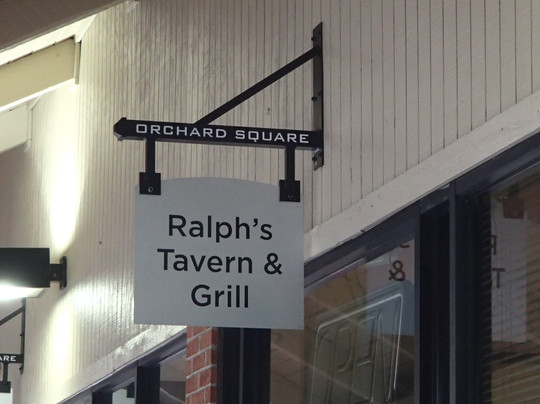 ORCHARD SQUARE
Ralph's
Tavern &
Grill
&